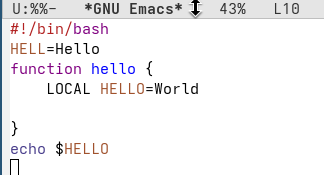 U:%%-  *GNU Emacs*  43%  L10
#!/bin/bash
HELL=Hello
function hello {
    LOCAL HELLO=World

}
echo $HELLO